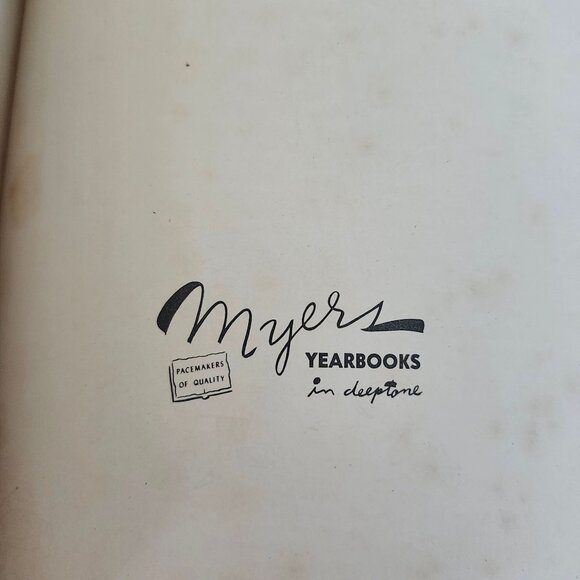 Myers
YEARBOOKS
in deeptone
PACEMAKERS
OF QUALITY